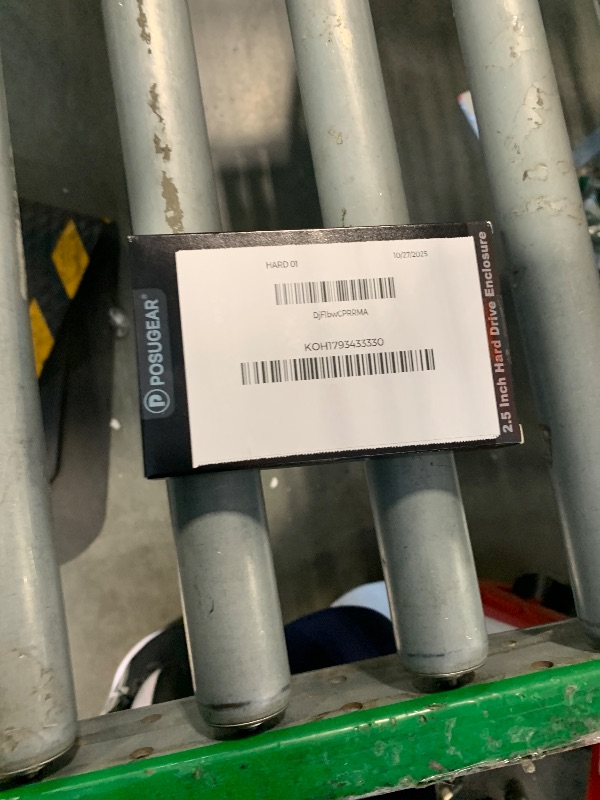 HARD 01
10/27/2025
DjFlbwCPRRMA
KOH1793433330
POSUGEAR®
2.5 Inch Hard Drive Enclosure